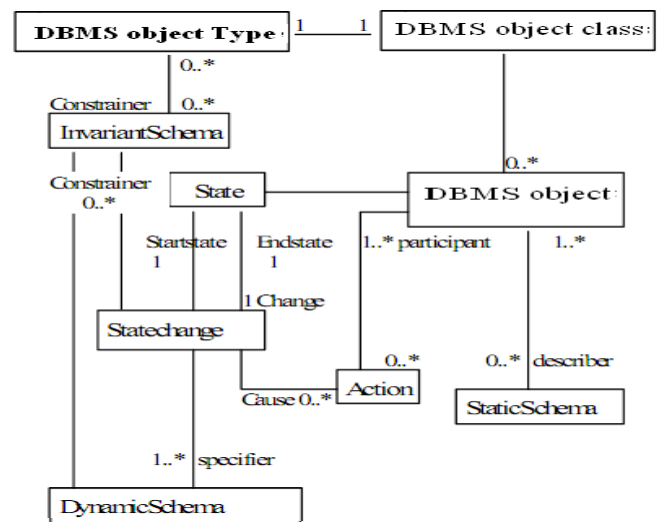 DBMS object Type:
1 1
DBMS object class:
0..*
Constrainer 0..*
InvariantSchema
0..*
Constrainer
0..*
State
DBMS object:
Startstate Endstate 1..* participant 1..*
1 1
1 Change
Statechange
0..* 0..* describer
Cause 0..* Action
StaticSchema
1..* specifier
DynamicSchema